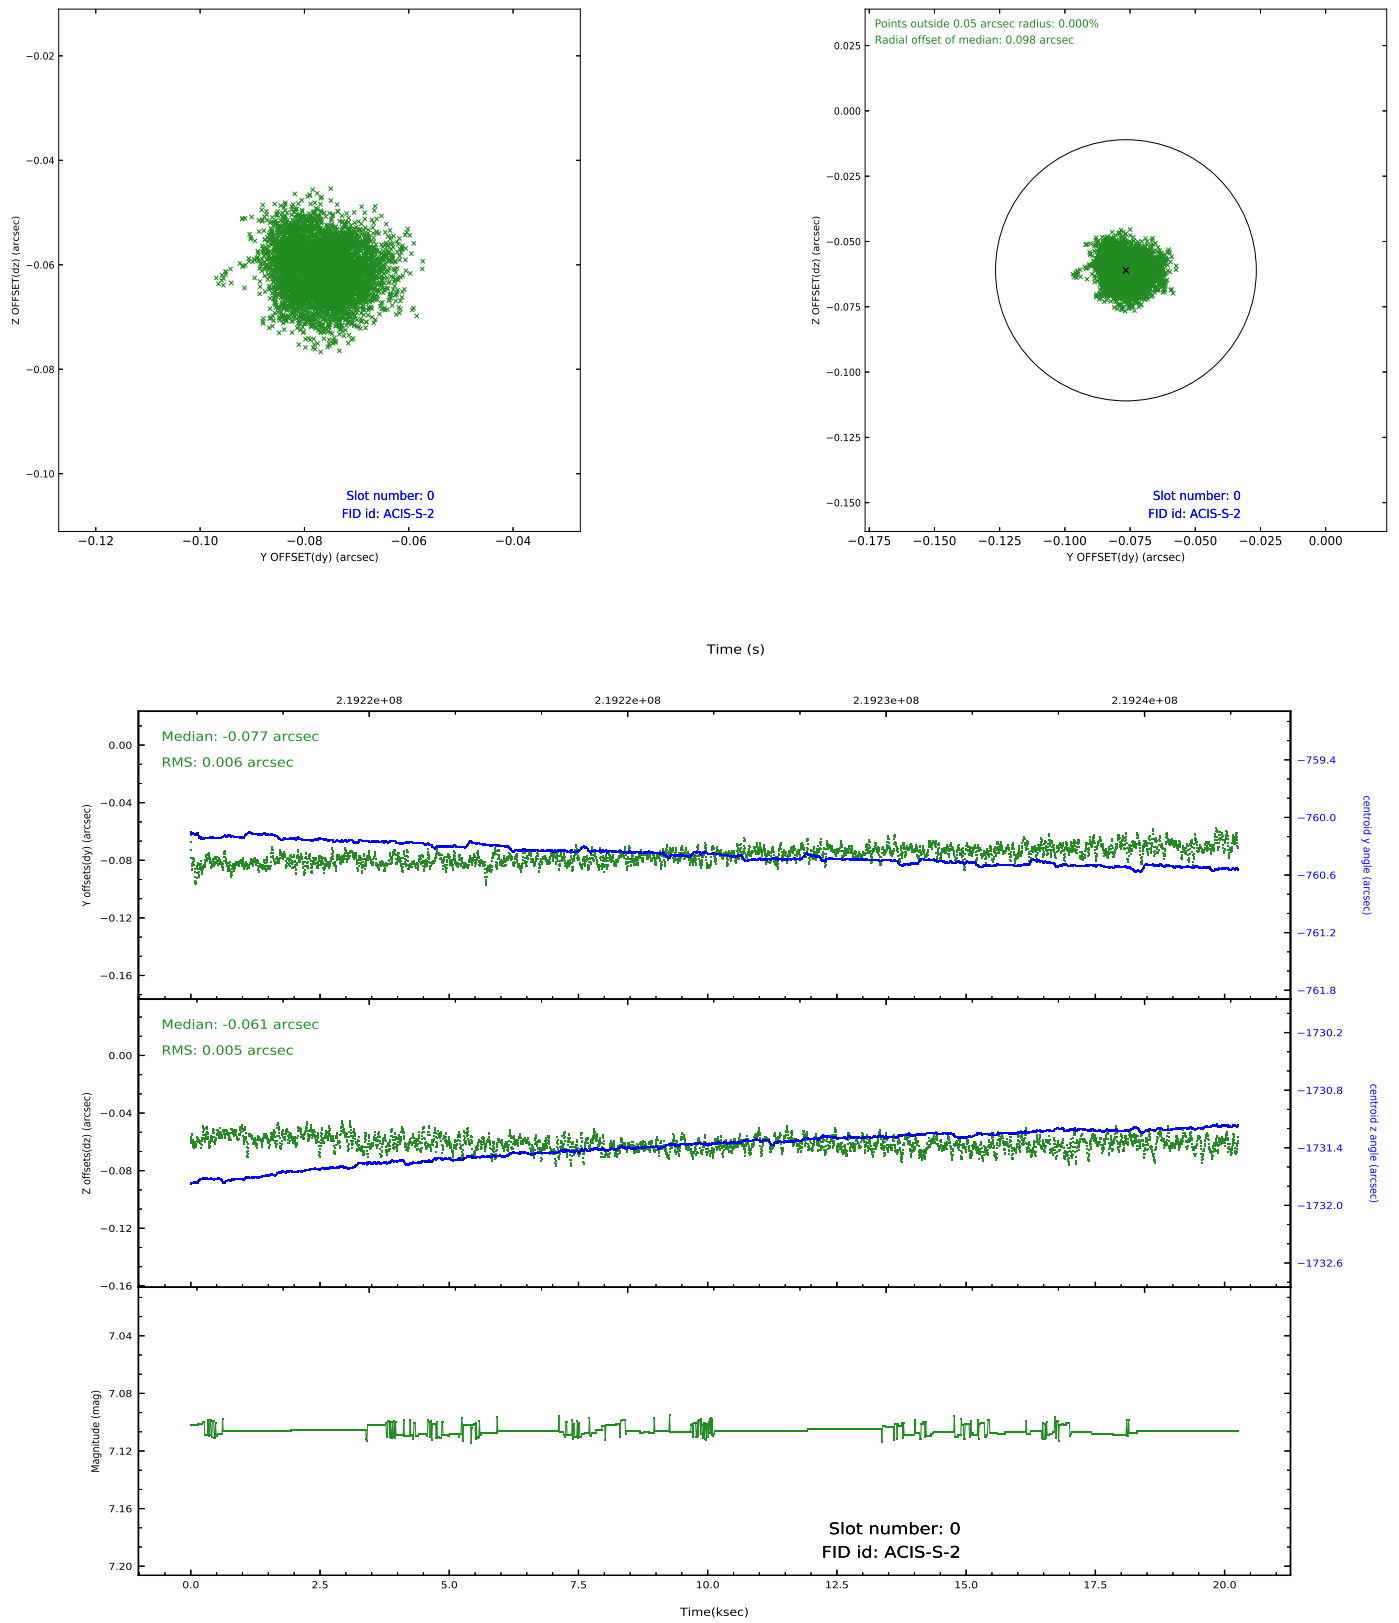 −0.02
−0.04
−0.06
−0.08
−0.10
Z OFFSET(dz) (arcsec)
Slot number: 0
FID id: ACIS-S-2
−0.12 −0.10 −0.08 −0.06 −0.04
Y OFFSET(dy) (arcsec)
Points outside 0.05 arcsec radius: 0.000%
Radial offset of median: 0.098 arcsec
0.025
0.000
−0.025
−0.050
−0.075
−0.100
−0.125
−0.150
Z OFFSET(dz) (arcsec)
Slot number: 0
FID id: ACIS-S-2
−0.175 −0.150 −0.125 −0.100 −0.075 −0.050 −0.025 0.000
Y OFFSET(dy) (arcsec)
Time (s)
2.1922e+08 2.1922e+08 2.1923e+08 2.1924e+08
Median: -0.077 arcsec
RMS: 0.006 arcsec
0.00
−0.04
−0.08
−0.12
−0.16
Y offsets(dy) (arcsec)
−759.4
−760.0
−760.6
−761.2
−761.8
centroid y angle (arcsec)
Median: -0.061 arcsec
RMS: 0.005 arcsec
0.00
−0.04
−0.08
−0.12
−0.16
Z offsets(dz) (arcsec)
−1730.2
−1730.8
−1731.4
−1732.0
−1732.6
centroid z angle (arcsec)
7.04
7.08
7.12
7.16
7.20
Magnitude (mag)
Slot number: 0
FID id: ACIS-S-2
0.0 2.5 5.0 7.5 10.0 12.5 15.0 17.5 20.0
Time(ksec)